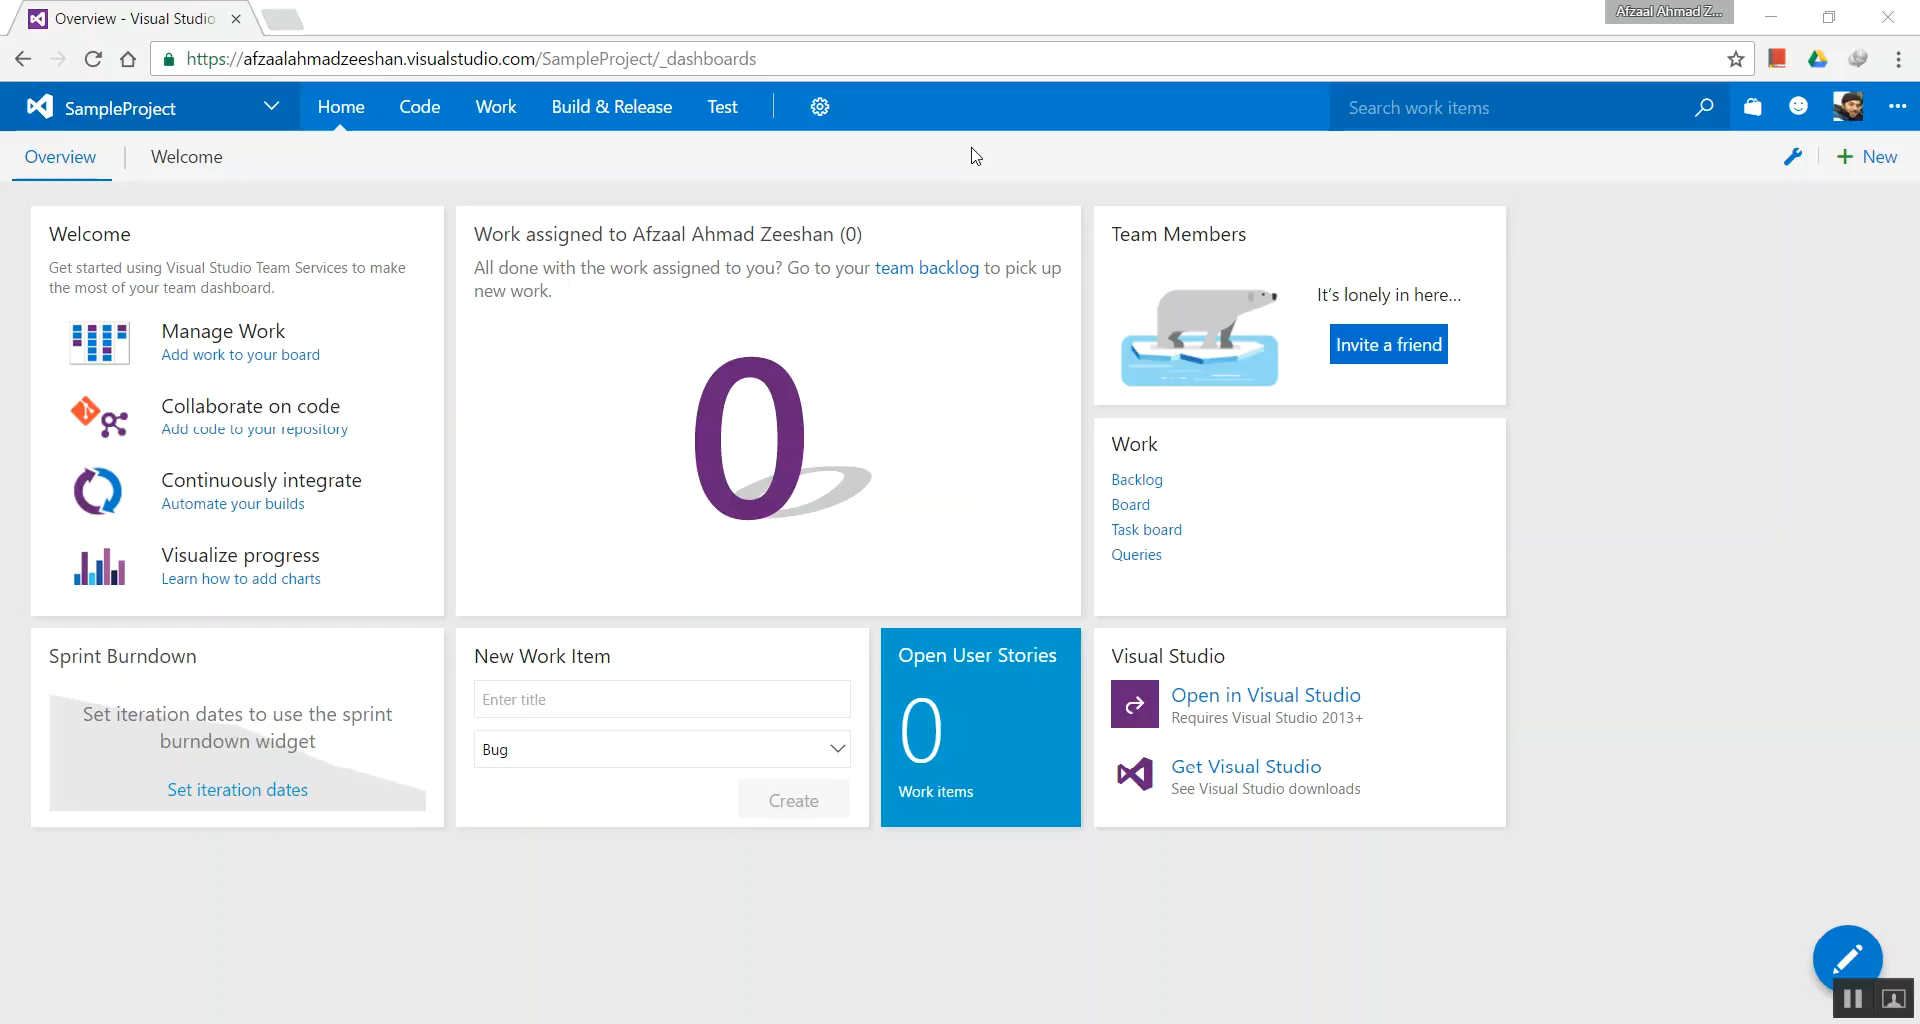 Overview - Visual Studio
Afzaal Ahmad Z...
https://afzaalahmadzeeshan.visualstudio.com/SampleProject/_dashboards
SampleProject
Home
Code
Work
Build & Release
Test
Search work items
Overview
Welcome
New
Welcome
Get started using Visual Studio Team Services to make
the most of your team dashboard.
Manage Work
Add work to your board
Collaborate on code
Add code to your repository
Continuously integrate
Automate your builds
Visualize progress
Learn how to add charts
Work assigned to Afzaal Ahmad Zeeshan (0)
All done with the work assigned to you? Go to your team backlog to pick up
new work.
0
Team Members
It's lonely in here...
Invite a friend
Work
Backlog
Board
Task board
Queries
Sprint Burndown
Set iteration dates to use the sprint
burndown widget
Set iteration dates
New Work Item
Enter title
Bug
Create
Open User Stories
0
Work items
Visual Studio
Open in Visual Studio
Requires Visual Studio 2013+
Get Visual Studio
See Visual Studio downloads